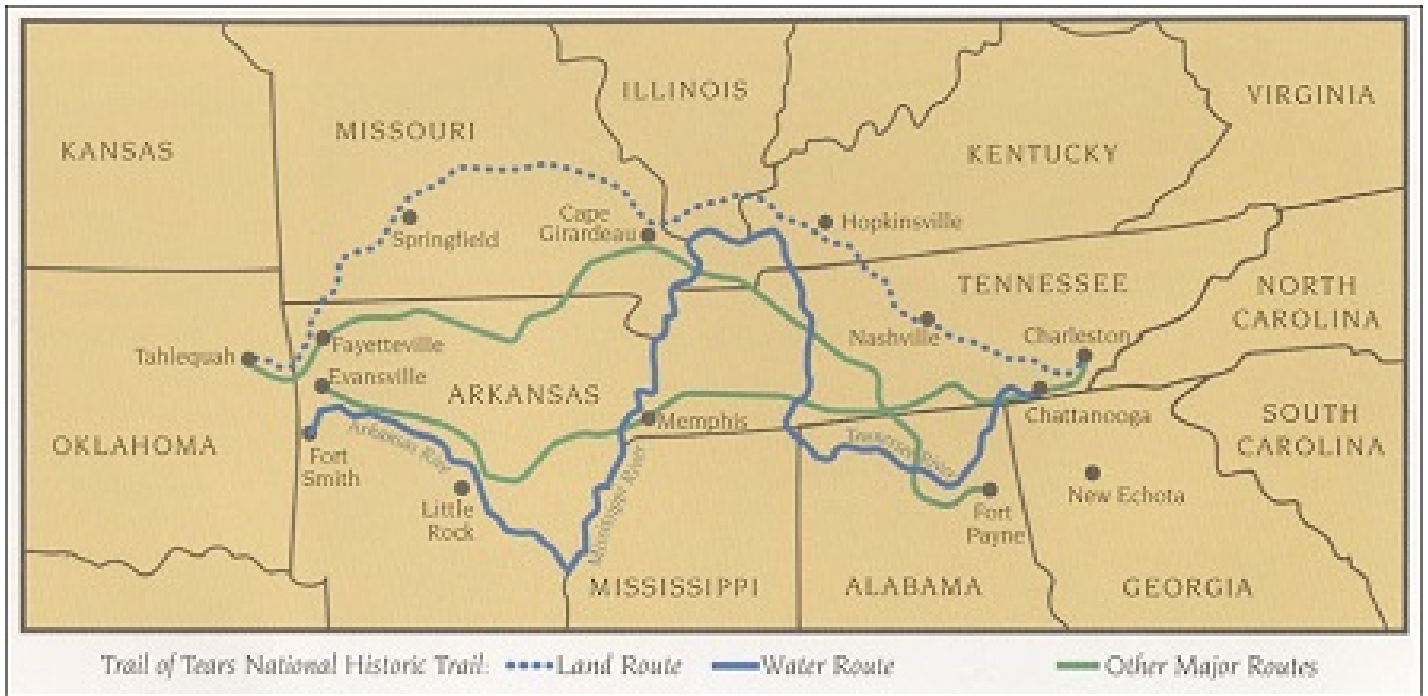 ILLINOIS
VIRGINIA
MISSOURI
KANSAS
KENTUCKY
Cape
Girardeau
Hopkinsville
Springfield
TENNESSEE
NORTH
CAROLINA
Nashville
Charleston
Tahlequah
Fayetteville
Evansville
ARKANSAS
Memphis
Chattanooga
SOUTH
CAROLINA
OKLAHOMA
Arkansas River
Tennessee River
Mississippi River
Fort
Smith
Little
Rock
New Echota
Fort
Payne
MISSISSIPPI
ALABAMA
GEORGIA
Trail of Tears National Historic Trail: Land Route Water Route Other Major Routes